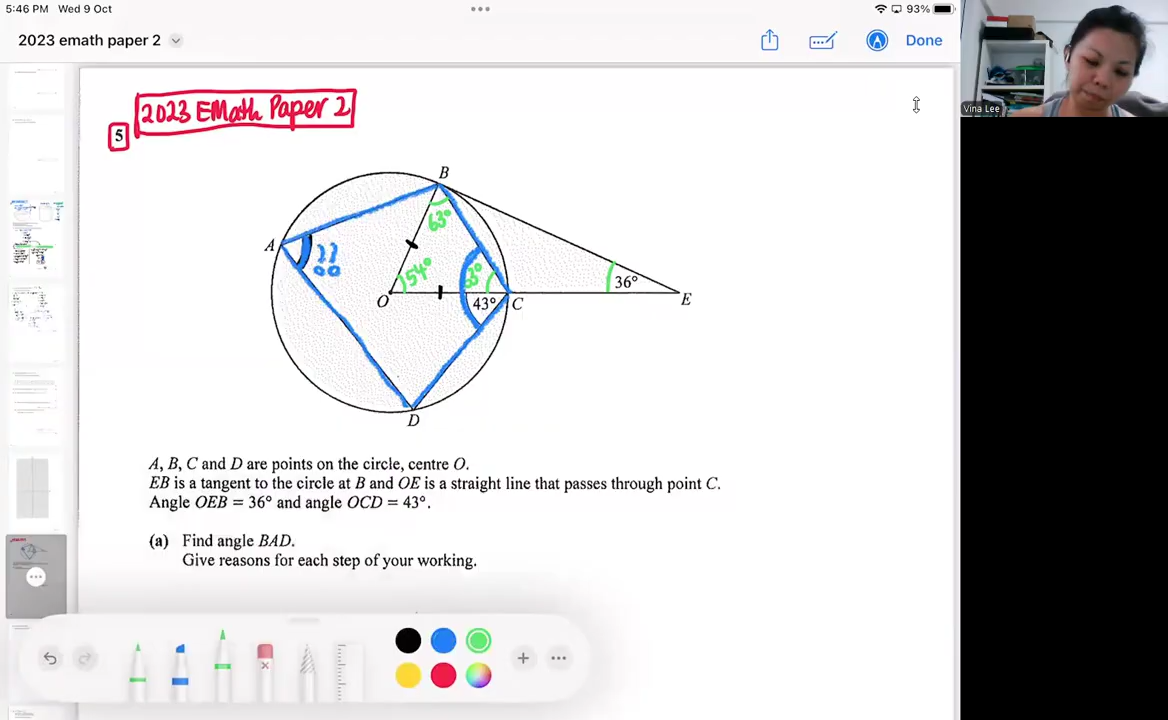 5:46 PM Wed 9 Oct
93%
2023 emath paper 2
Done
Vina Lee
2023 EMath Paper 2
5
B
A
63°
??
54°
36°
O
43°
C
E
D
A, B, C and D are points on the circle, centre O.
EB is a tangent to the circle at B and OE is a straight line that passes through point C.
Angle OEB = 36° and angle OCD = 43°.
(a) Find angle BAD.
Give reasons for each step of your working.